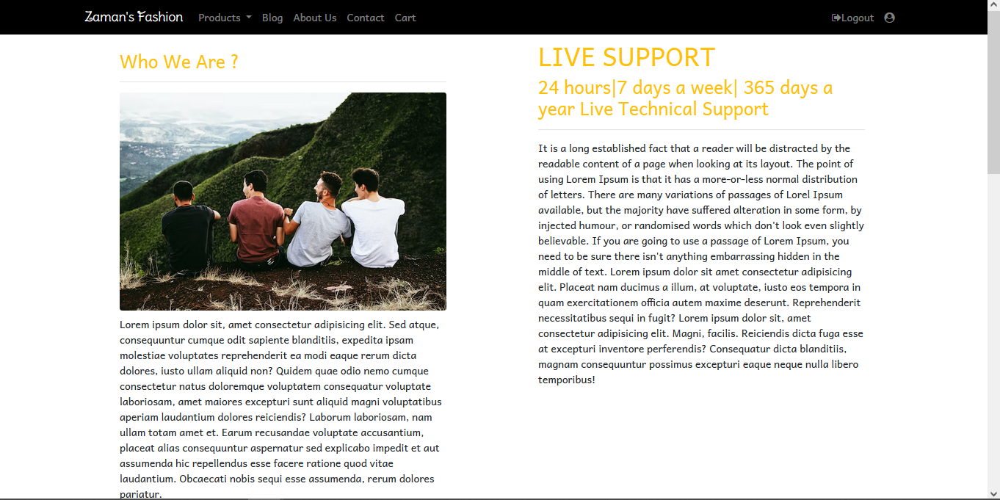 Zaman's Fashion Products Blog About Us Contact Cart Logout
Who We Are ?
Lorem ipsum dolor sit, amet consectetur adipisicing elit. Sed atque,
consequuntur cumque odit sapiente blanditiis, expedita ipsam
molestiae voluptates reprehenderit ea modi eaque rerum dicta
dolores, iusto ullam aliquid non? Quidem quae odio nemo cumque
consectetur natus doloremque voluptatem consequatur voluptate
laboriosam, amet maiores excepturi sunt aliquid magni voluptatibus
aperiam laudantium dolores reiciendis? Laborum laboriosam, nam
ullam totam amet et. Earum recusandae voluptate accusantium,
placeat alias consequuntur aspernatur sed explicabo impedit et aut
assumenda hic repellendus esse facere ratione quod vitae
laudantium. Obcaecati nobis sequi esse assumenda, rerum dolores
pariatur.
LIVE SUPPORT
24 hours|7 days a week| 365 days a
year Live Technical Support
It is a long established fact that a reader will be distracted by the
readable content of a page when looking at its layout. The point of
using Lorem Ipsum is that it has a more-or-less normal distribution
of letters. There are many variations of passages of Lorel Ipsum
available, but the majority have suffered alteration in some form, by
injected humour, or randomised words which don't look even slightly
believable. If you are going to use a passage of Lorem Ipsum, you
need to be sure there isn't anything embarrassing hidden in the
middle of text. Lorem ipsum dolor sit amet consectetur adipisicing
elit. Placeat nam ducimus a illum, at voluptate, iusto eos tempora in
quam exercitationem officia autem maxime deserunt. Reprehenderit
necessitatibus sequi in fugit? Lorem ipsum dolor sit, amet
consectetur adipisicing elit. Magni, facilis. Reiciendis dicta fuga esse
at excepturi inventore perferendis? Consequatur dicta blanditiis,
magnam consequuntur possimus excepturi eaque neque nulla libero
temporibus!